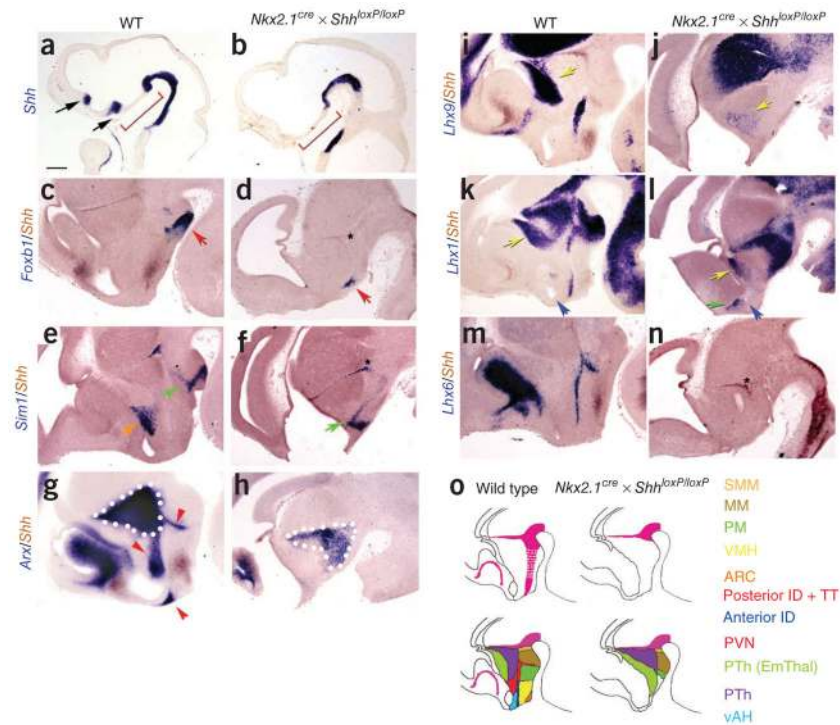 WT
Nkx2.1cre × ShhloxP/loxP
WT
Nkx2.1cre × ShhloxP/loxP
a
b
Shh
c
d
Foxb1/Shh
*
e
f
Sim1/Shh
*
g
h
Arx/Shh
i
j
Lhx9/Shh
k
l
Lhx1/Shh
m
n
Lhx6/Shh
*
o
Wild type
Nkx2.1cre × ShhloxP/loxP
SMM
MM
PM
VMH
ARC
Posterior ID + TT
Anterior ID
PVN
PTh (EmThal)
PTh
vAH